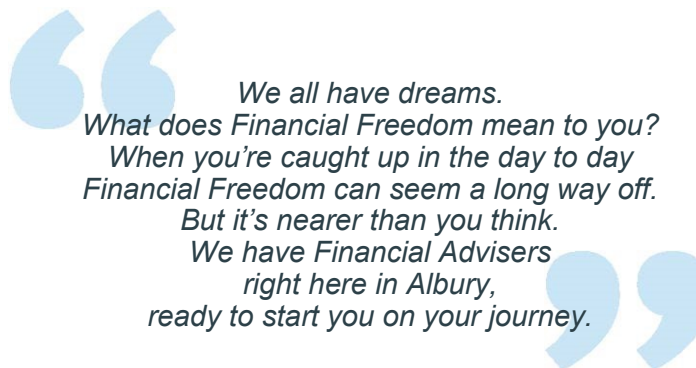 We all have dreams.
What does Financial Freedom mean to you?
When you’re caught up in the day to day
Financial Freedom can seem a long way off.
But it’s nearer than you think.
We have Financial Advisers
right here in Albury,
ready to start you on your journey.